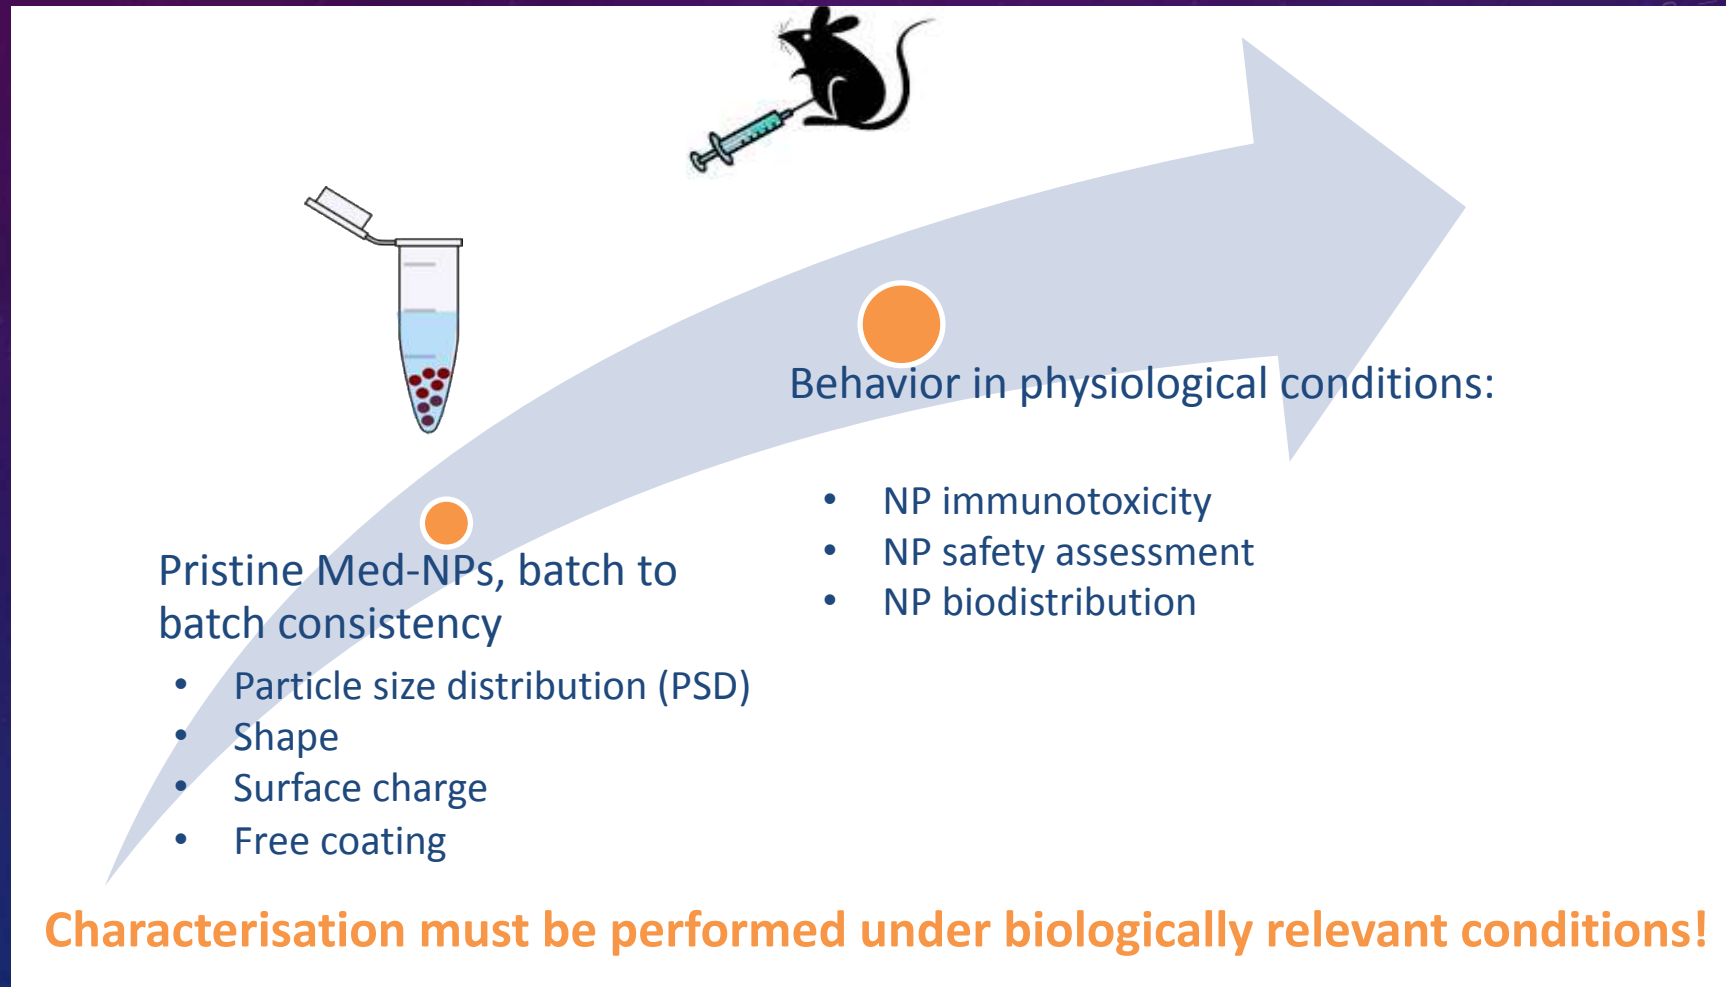 Pristine Med-NPs, batch to
batch consistency
• Particle size distribution (PSD)
• Shape
• Surface charge
• Free coating
Behavior in physiological conditions:
• NP immunotoxicity
• NP safety assessment
• NP biodistribution
Characterisation must be performed under biologically relevant conditions!